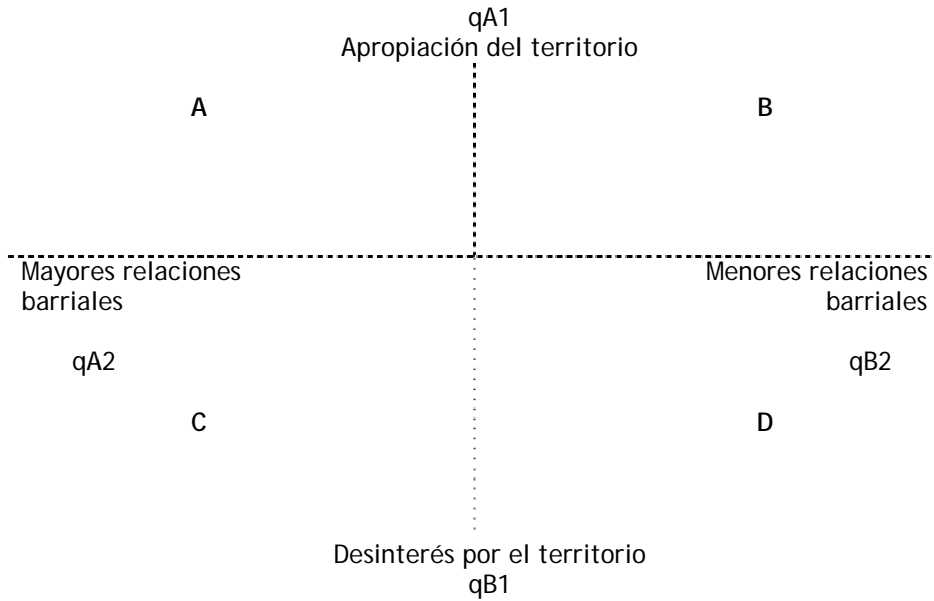 qA1
Apropiación del territorio
A
B
Mayores relaciones
barriales
Menores relaciones
barriales
qA2
qB2
C
D
Desinterés por el territorio
qB1